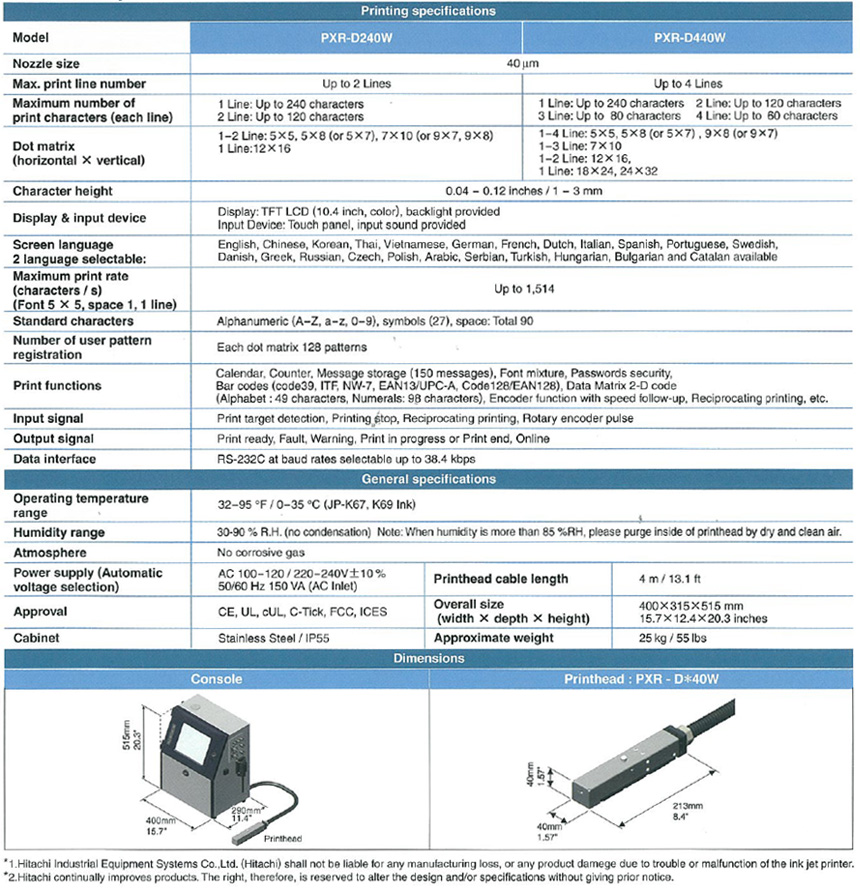 Printing specifications
Model PXR-D240W PXR-D440W
Nozzle size 40 μm
Max. print line number Up to 2 Lines Up to 4 Lines
Maximum number of
print characters (each line)
1 Line: Up to 240 characters
2 Line: Up to 120 characters
1 Line: Up to 240 characters 2 Line: Up to 120 characters
3 Line: Up to 80 characters 4 Line: Up to 60 characters
Dot matrix
(horizontal × vertical)
1–2 Line: 5×5, 5×8 (or 5×7), 7×10 (or 9×7, 9×8)
1 Line:12×16
1–4 Line: 5×5, 5×8 (or 5×7) , 9×8 (or 9×7)
1–3 Line: 7×10
1–2 Line: 12×16,
1 Line: 18×24, 24×32
Character height 0.04 – 0.12 inches / 1 – 3 mm
Display & input device
Display: TFT LCD (10.4 inch, color), backlight provided
Input Device: Touch panel, input sound provided
Screen language
2 language selectable:
English, Chinese, Korean, Thai, Vietnamese, German, French, Dutch, Italian, Spanish, Portuguese, Swedish,
Danish, Greek, Russian, Czech, Polish, Arabic, Serbian, Turkish, Hungarian, Bulgarian and Catalan available
Maximum print rate
(characters / s)
(Font 5 × 5, space 1, 1 line)
Up to 1,514
Standard characters Alphanumeric (A–Z, a–z, 0–9), symbols (27), space: Total 90
Number of user pattern
registration
Each dot matrix 128 patterns
Print functions
Calendar, Counter, Message storage (150 messages), Font mixture, Passwords security,
Bar codes (code39, ITF, NW-7, EAN13/UPC-A, Code128/EAN128), Data Matrix 2-D code
(Alphabet : 49 characters, Numerals: 98 characters), Encoder function with speed follow-up, Reciprocating printing, etc.
Input signal Print target detection, Printing stop, Reciprocating printing, Rotary encoder pulse
Output signal Print ready, Fault, Warning, Print in progress or Print end, Online
Data interface RS-232C at baud rates selectable up to 38.4 kbps
General specifications
Operating temperature
range
32–95 °F / 0–35 °C (JP-K67, K69 Ink)
Humidity range 30-90 % R.H. (no condensation) Note: When humidity is more than 85 %RH, please purge inside of printhead by dry and clean air.
Atmosphere No corrosive gas
Power supply (Automatic
voltage selection)
AC 100–120 / 220–240V±10 %
50/60 Hz 150 VA (AC Inlet)
Printhead cable length 4 m / 13.1 ft
Approval CE, UL, cUL, C-Tick, FCC, ICES
Overall size
(width × depth × height)
400×315×515 mm
15.7×12.4×20.3 inches
Cabinet Stainless Steel / IP55
Approximate weight 25 kg / 55 lbs
Dimensions
Console Printhead : PXR - D*40W
515mm
20.3"
400mm
15.7"
290mm
11.4"
Printhead
40mm
1.57"
40mm
1.57"
213mm
8.4"
*1.Hitachi Industrial Equipment Systems Co.,Ltd. (Hitachi) shall not be liable for any manufacturing loss, or any product damage due to trouble or malfunction of the ink jet printer.
*2.Hitachi continually improves products. The right, therefore, is reserved to alter the design and/or specifications without giving prior notice.